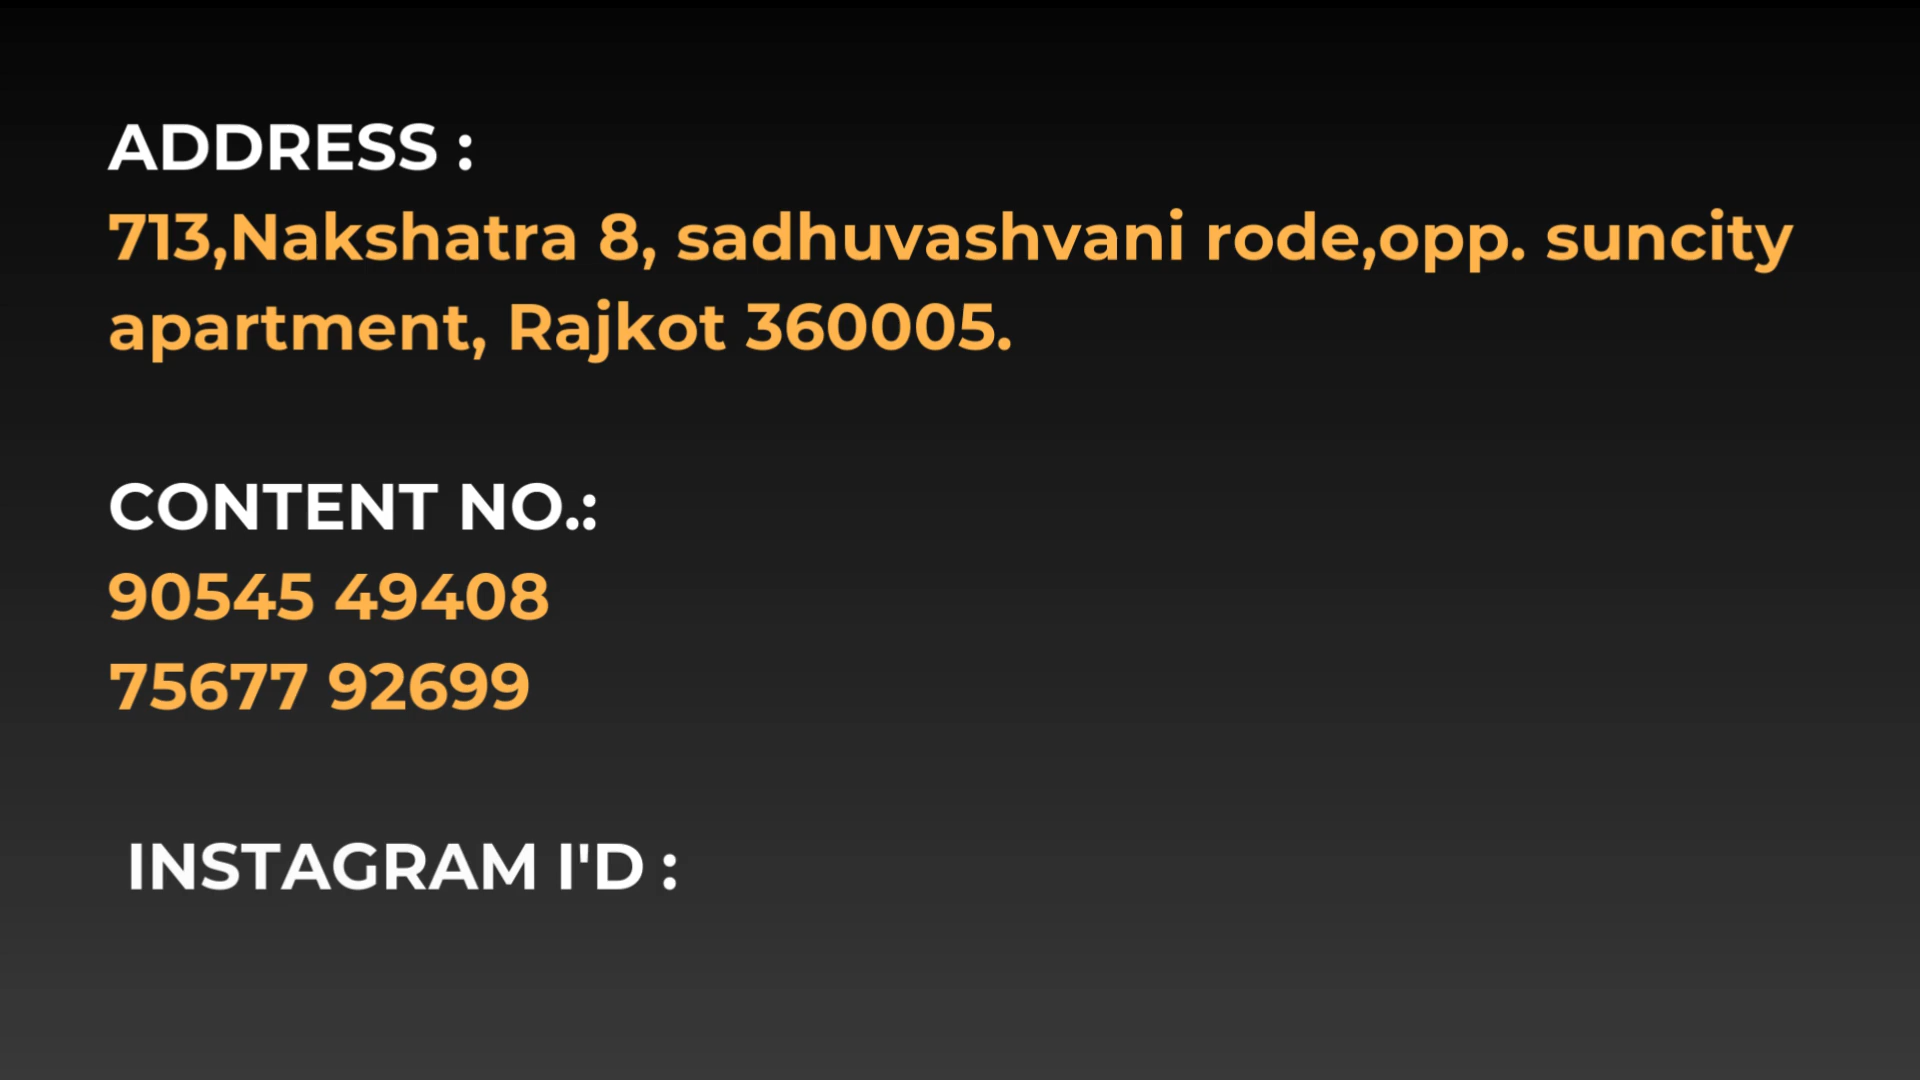 ADDRESS :
713,Nakshatra 8, sadhuvashvani rode,opp. suncity
apartment, Rajkot 360005.
CONTENT NO.:
90545 49408
75677 92699
INSTAGRAM I'D :